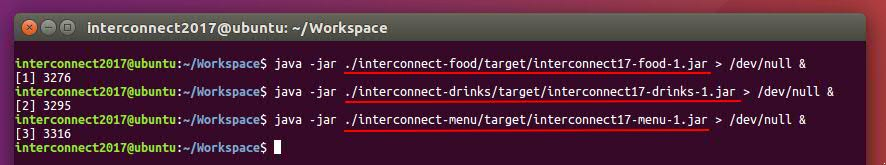 interconnect2017@ubuntu: ~/Workspace
interconnect2017@ubuntu:~/Workspace$ java -jar ./interconnect-food/target/interconnect17-food-1.jar > /dev/null &
[1] 3276
interconnect2017@ubuntu:~/Workspace$ java -jar ./interconnect-drinks/target/interconnect17-drinks-1.jar > /dev/null &
[2] 3295
interconnect2017@ubuntu:~/Workspace$ java -jar ./interconnect-menu/target/interconnect17-menu-1.jar > /dev/null &
[3] 3316
interconnect2017@ubuntu:~/Workspace$